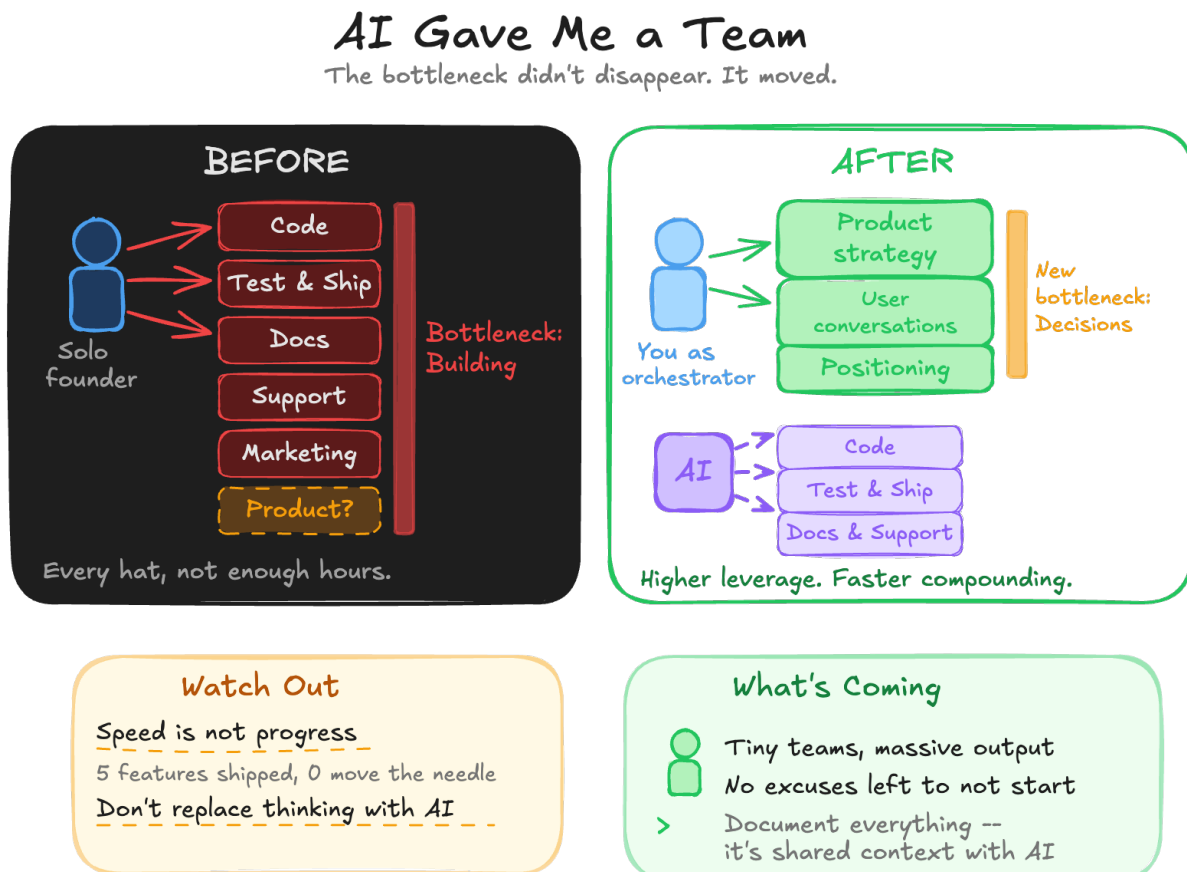 AI Gave Me a Team
The bottleneck didn't disappear. It moved.
BEFORE
Solo
founder
Code
Test & Ship
Docs
Support
Marketing
Product?
Bottleneck:
Building
Every hat, not enough hours.
AFTER
You as
orchestrator
Product
strategy
User
conversations
Positioning
New
bottleneck:
Decisions
AI
Code
Test & Ship
Docs & Support
Higher leverage. Faster compounding.
Watch Out
Speed is not progress
5 features shipped, 0 move the needle
Don't replace thinking with AI
What's Coming
Tiny teams, massive output
No excuses left to not start
> Document everything --
it's shared context with AI